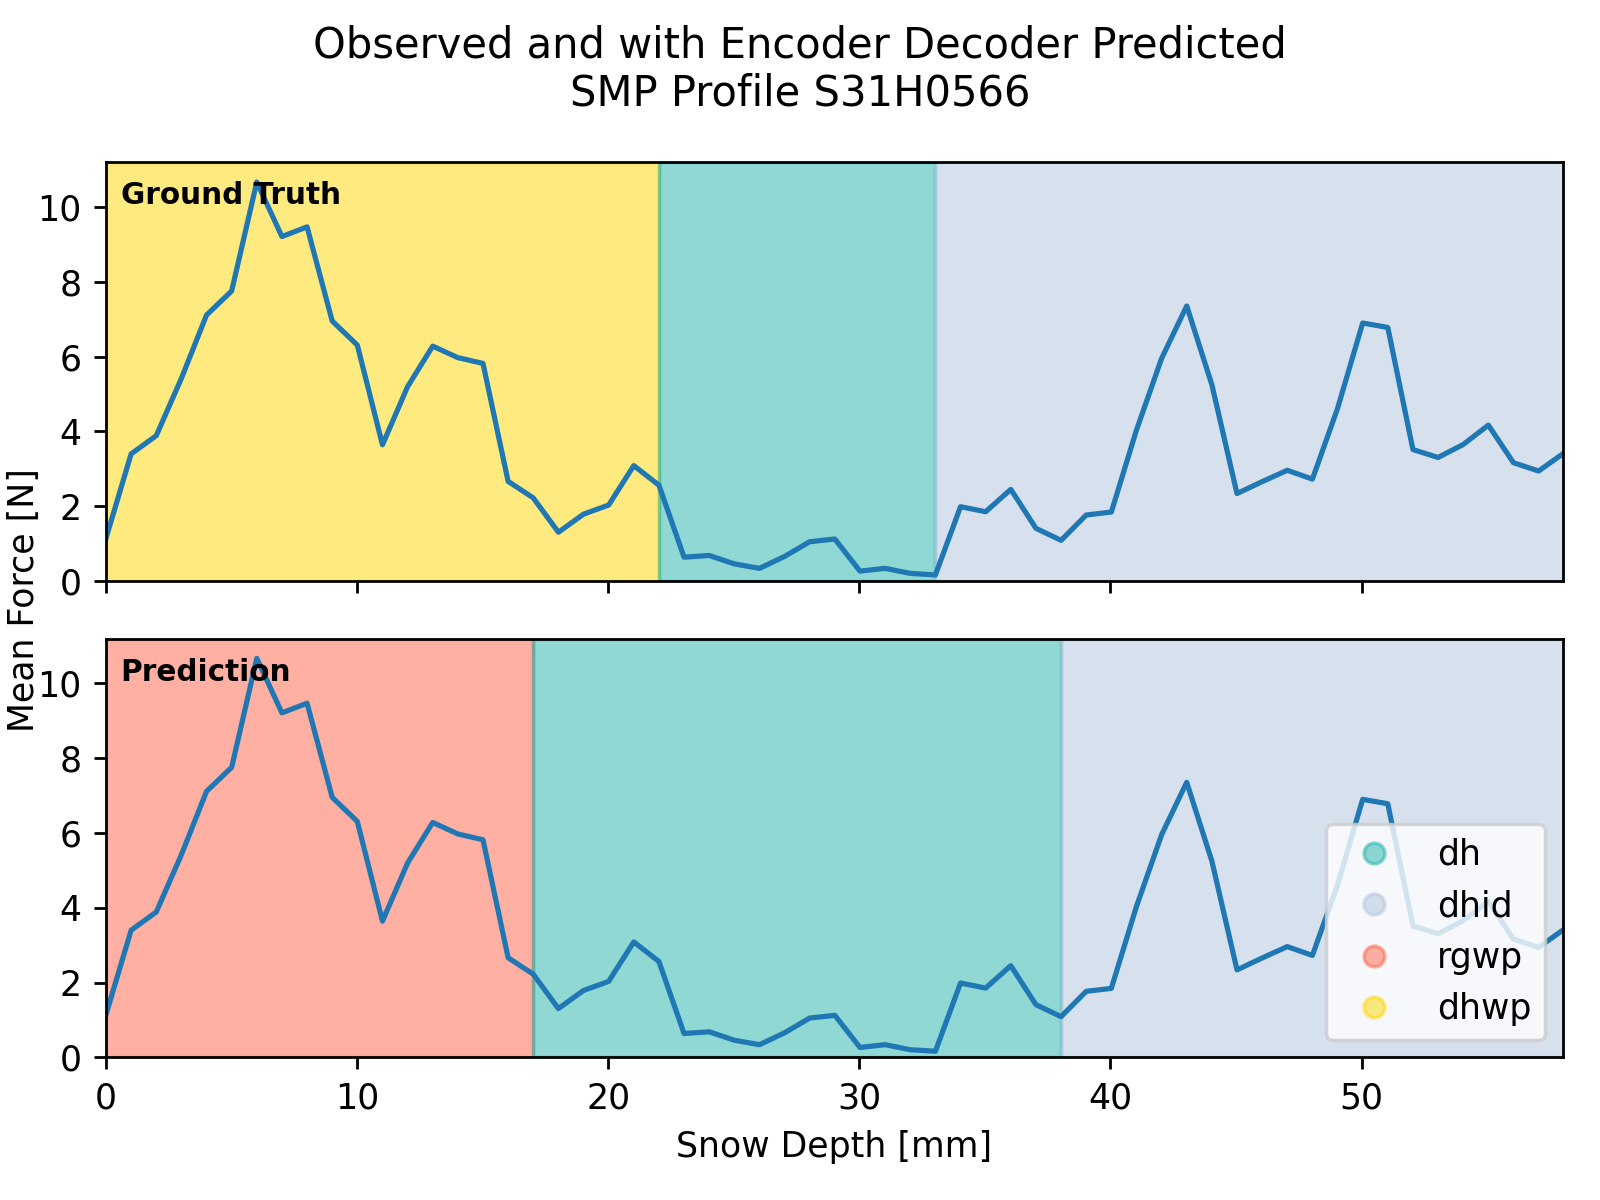 Observed and with Encoder Decoder Predicted
SMP Profile S31H0566
Ground Truth
10
8
6
4
2
0
Mean Force [N]
Prediction
10
8
6
4
2
0
dh
dhid
rgwp
dhwp
0 10 20 30 40 50
Snow Depth [mm]